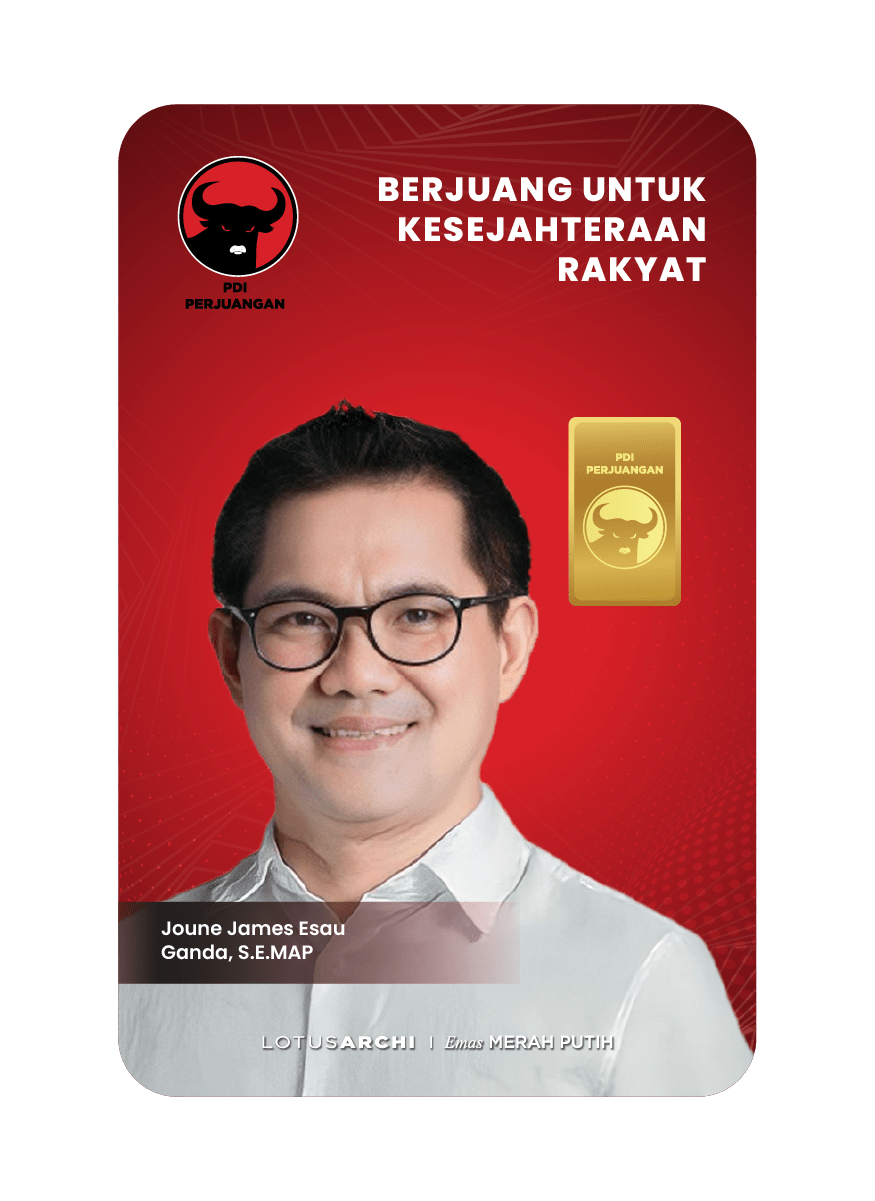 BERJUANG UNTUK
KESEJAHTERAAN
RAKYAT
PDI
PERJUANGAN
PDI
PERJUANGAN
Joune James Esau
Ganda, S.E.MAP
LOTUSARCHI | Emas MERAH PUTIH